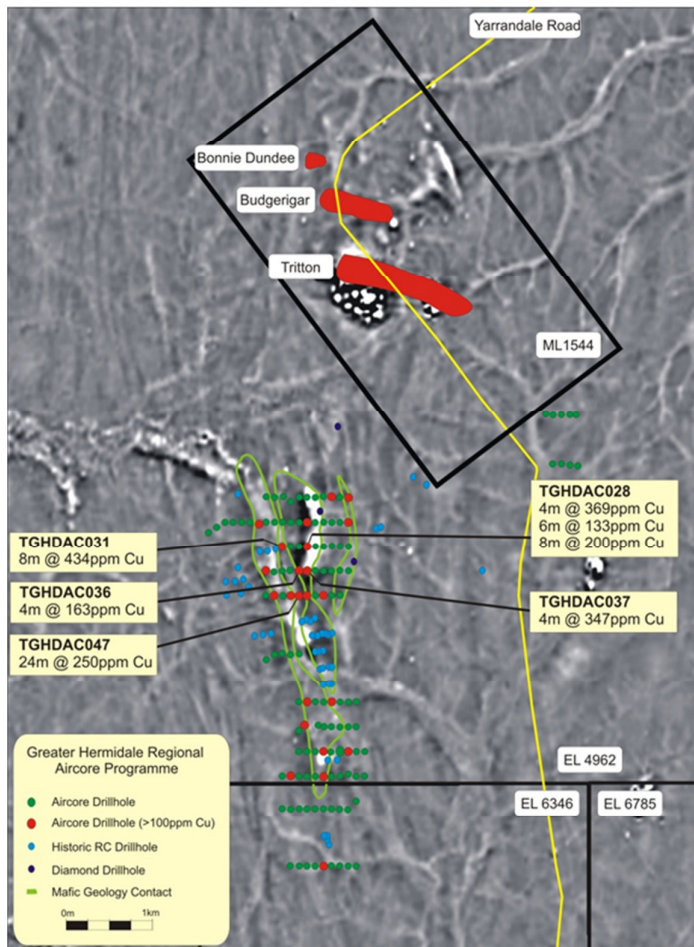 Yarrandale Road
Bonnie Dundee
Budgerigar
Tritton
ML1544
TGHDAC028
4m @ 369ppm Cu
6m @ 133ppm Cu
8m @ 200ppm Cu
TGHDAC031
8m @ 434ppm Cu
TGHDAC036
4m @ 163ppm Cu
TGHDAC037
4m @ 347ppm Cu
TGHDAC047
24m @ 250ppm Cu
Greater Hermidale Regional
Aircore Programme
Aircore Drillhole
Aircore Drillhole (>100ppm Cu)
Historic RC Drillhole
Diamond Drillhole
Mafic Geology Contact
0m 1km
EL 4962
EL 6346
EL 6785